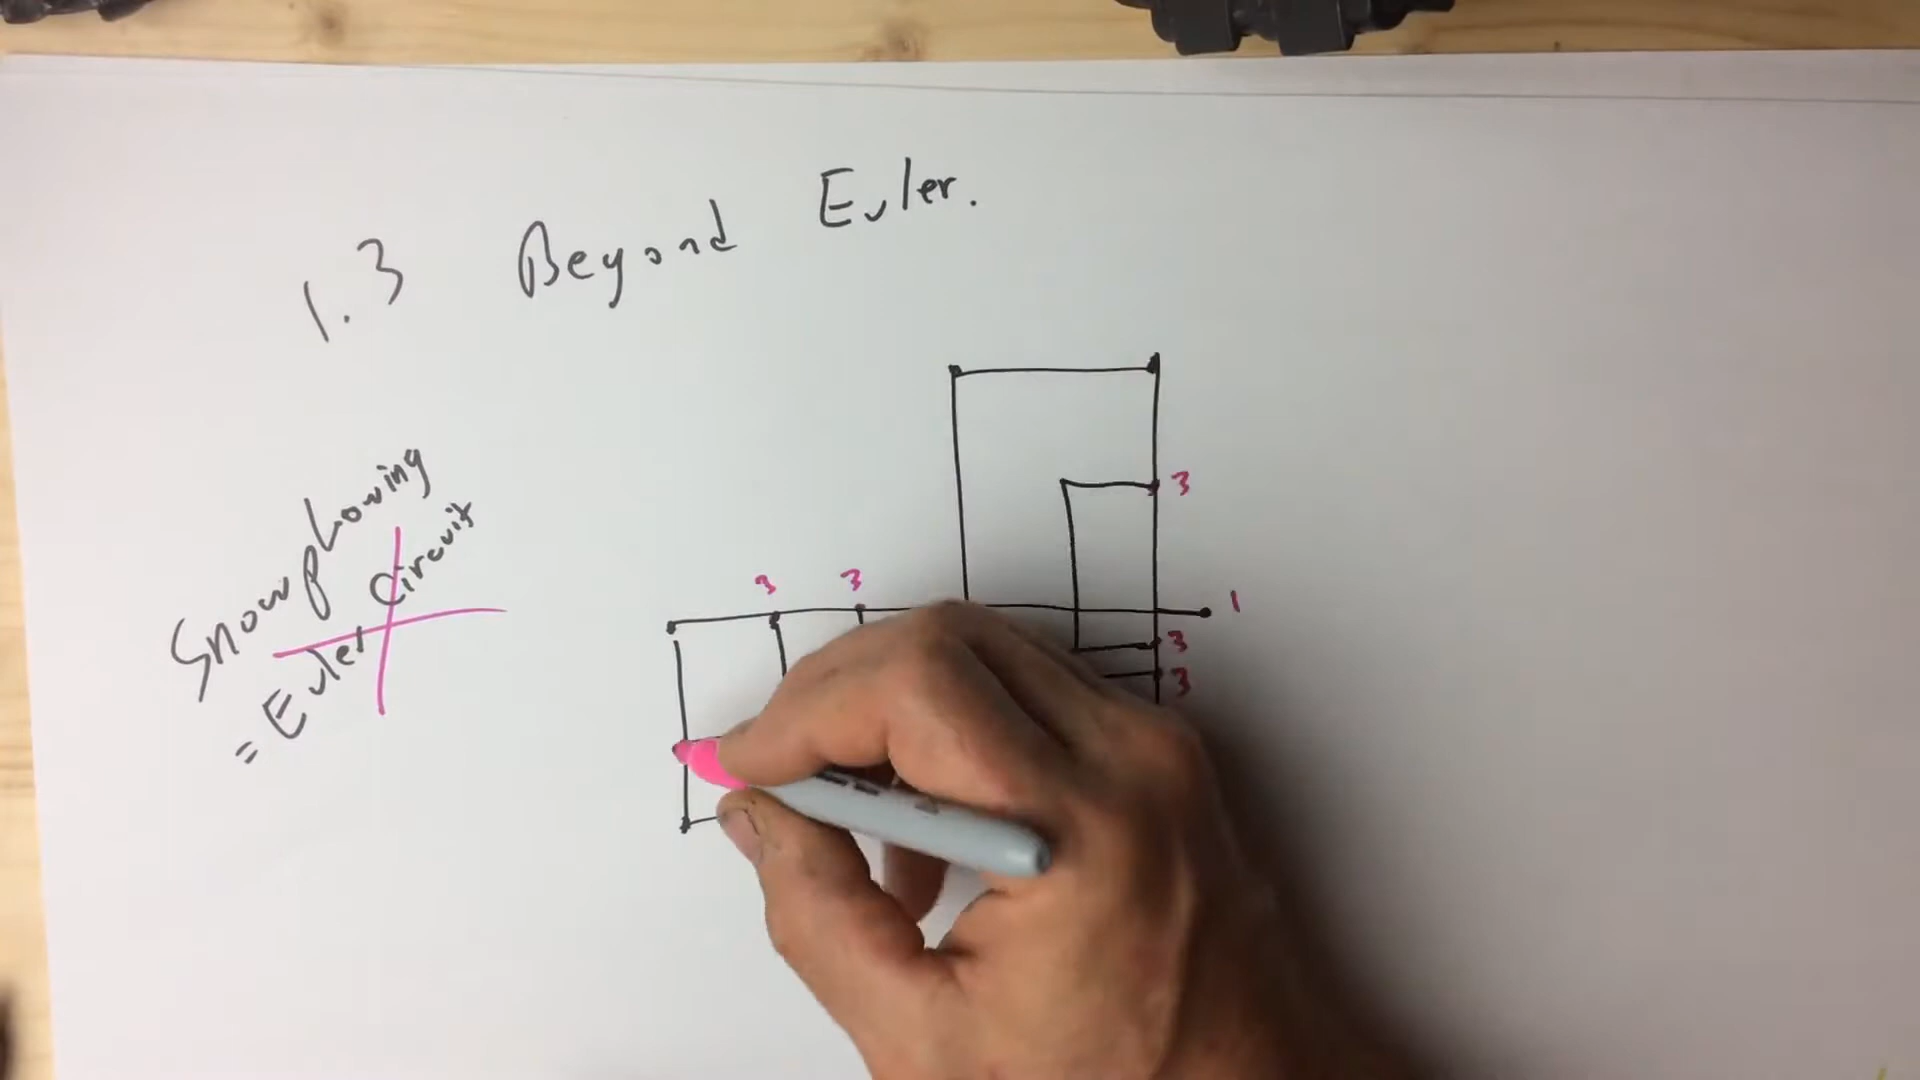 1.3 Beyond Euler.
Snowplowing
= Euler Circuit
3
3 3
1
3
3